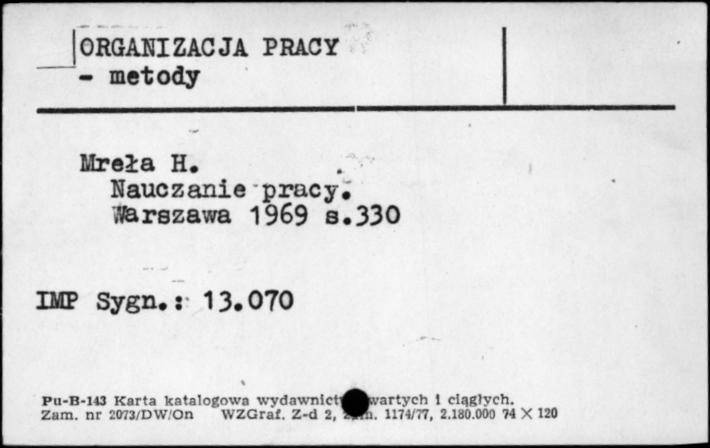 ORGANIZACJA PRACY
- metody
Mreła H.
Nauczanie pracy.
Warszawa 1969 s.330
IMP Sygn.: 13.070
Pu-B-143 Karta katalogowa wydawnict wartych i ciągłych.
Zam. nr 2073/DW/On WZGraf. Z-d 2, zam. 1174/77, 2.180.000 74 X 120